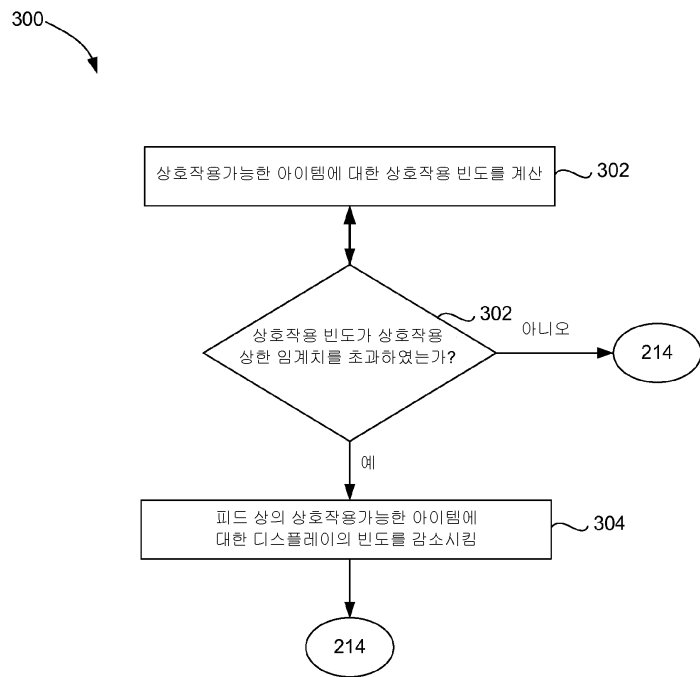 300
상호작용가능한 아이템에 대한 상호작용 빈도를 계산
302
302
상호작용 빈도가 상호작용
상한 임계치를 초과하였는가?
아니오
214
예
피드 상의 상호작용가능한 아이템에
대한 디스플레이의 빈도를 감소시킴
304
214